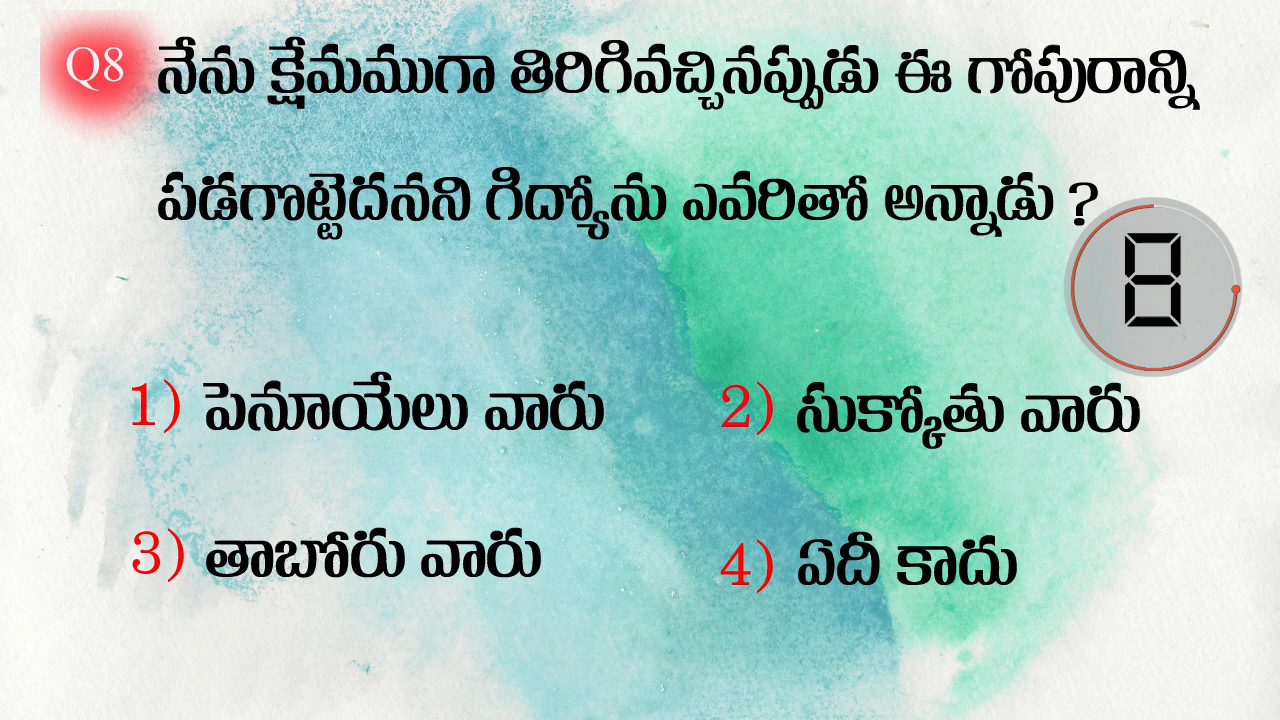 Q8 నేను క్షేమముగా తిరిగివచ్చినప్పుడు ఈ గోపురాన్ని
పడగొట్టెదనని గిద్యోను ఎవరితో అన్నాడు ?
8
1) పెనూయేలు వారు
2) సుక్కోతు వారు
3) తాబోరు వారు
4) ఏదీ కాదు